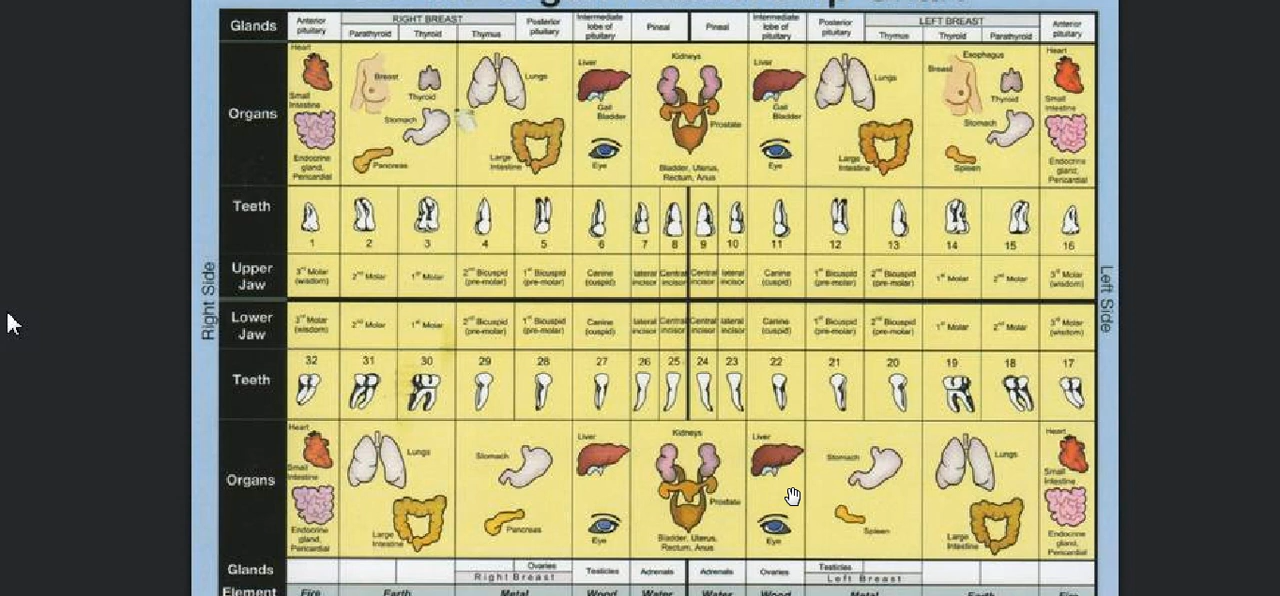 Glands
Anterior pituitary
RIGHT BREAST
Parathyroid
Thyroid
Thymus
Posterior pituitary
Intermediate lobe of pituitary
Pineal
Pineal
Intermediate lobe of pituitary
Posterior pituitary
LEFT BREAST
Thymus
Thyroid
Parathyroid
Anterior pituitary
Organs
Heart
Small Intestine
Endocrine gland, Pericardial
Breast
Thyroid
Stomach
Pancreas
Lungs
Large Intestine
Liver
Gall Bladder
Eye
Kidneys
Prostate
Bladder, Uterus, Rectum, Anus
Liver
Gall Bladder
Eye
Lungs
Large Intestine
Esophagus
Breast
Thyroid
Stomach
Spleen
Heart
Small Intestine
Endocrine gland, Pericardial
Teeth
1 2 3 4 5 6 7 8 9 10 11 12 13 14 15 16
Upper Jaw
3rd Molar (wisdom)
2nd Molar
1st Molar
2nd Bicuspid (pre-molar)
1st Bicuspid (pre-molar)
Canine (cuspid)
lateral incisor
Central incisor
Central incisor
lateral incisor
Canine (cuspid)
1st Bicuspid (pre-molar)
2nd Bicuspid (pre-molar)
1st Molar
2nd Molar
3rd Molar (wisdom)
Right Side
Left Side
Lower Jaw
3rd Molar (wisdom)
2nd Molar
1st Molar
2nd Bicuspid (pre-molar)
1st Bicuspid (pre-molar)
Canine (cuspid)
lateral incisor
Central incisor
Central incisor
lateral incisor
Canine (cuspid)
1st Bicuspid (pre-molar)
2nd Bicuspid (pre-molar)
1st Molar
2nd Molar
3rd Molar (wisdom)
Teeth
32 31 30 29 28 27 26 25 24 23 22 21 20 19 18 17
Organs
Heart
Small Intestine
Endocrine gland, Pericardial
Lungs
Large Intestine
Stomach
Pancreas
Liver
Eye
Kidneys
Prostate
Bladder, Uterus, Rectum, Anus
Liver
Eye
Stomach
Spleen
Lungs
Large Intestine
Heart
Small Intestine
Endocrine gland, Pericardial
Glands
Ovaries
Right Breast
Testicles
Adrenals
Adrenals
Ovaries
Testicles
Left Breast
Element
Fire
Earth
Metal
Wood
Water
Water
Wood
Metal
Earth
Fire